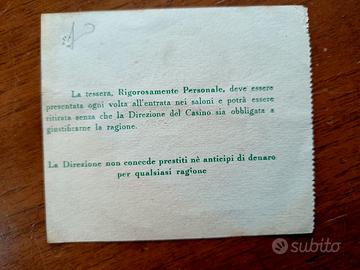 La tessera, Rigorosamente Personale, deve essere
presentata ogni volta all'entrata nei saloni e potrà essere
ritirata senza che la Direzione del Casino sia obbligata a
giustificarne la ragione.
La Direzione non concede prestiti nè anticipi di denaro
per qualsiasi ragione
subito